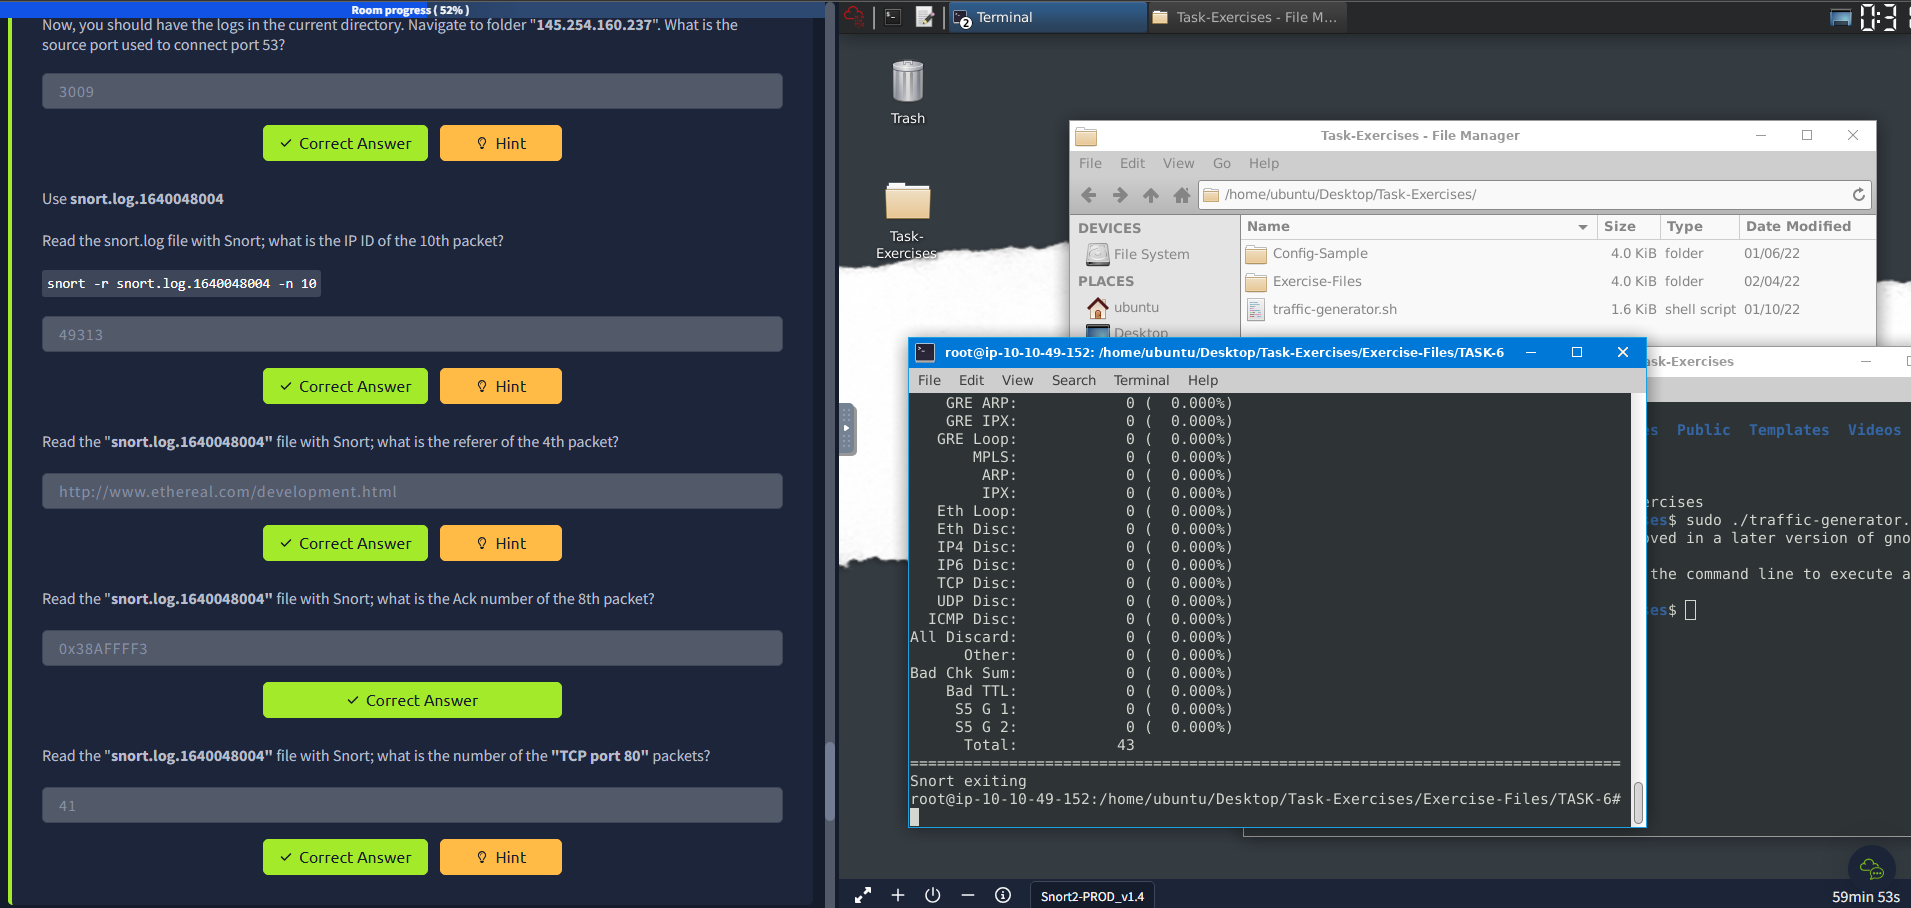 Room progress ( 52% )
Now, you should have the logs in the current directory. Navigate to folder "145.254.160.237". What is the
source port used to connect port 53?
3009
Correct Answer
Hint
Use snort.log.1640048004
Read the snort.log file with Snort; what is the IP ID of the 10th packet?
snort -r snort.log.1640048004 -n 10
49313
Correct Answer
Hint
Read the "snort.log.1640048004" file with Snort; what is the referer of the 4th packet?
http://www.ethereal.com/development.html
Correct Answer
Hint
Read the "snort.log.1640048004" file with Snort; what is the Ack number of the 8th packet?
0x38AFFFF3
Correct Answer
Read the "snort.log.1640048004" file with Snort; what is the number of the "TCP port 80" packets?
41
Correct Answer
Hint
2
Terminal
Task-Exercises - File M...
0:3
Trash
Task-
Exercises
Task-Exercises - File Manager
File Edit View Go Help
/home/ubuntu/Desktop/Task-Exercises/
DEVICES
File System
PLACES
ubuntu
Desktop
Name Size Type Date Modified
Config-Sample 4.0 KiB folder 01/06/22
Exercise-Files 4.0 KiB folder 02/04/22
traffic-generator.sh 1.6 KiB shell script 01/10/22
root@ip-10-10-49-152: /home/ubuntu/Desktop/Task-Exercises/Exercise-Files/TASK-6
File Edit View Search Terminal Help
GRE ARP: 0 ( 0.000%)
GRE IPX: 0 ( 0.000%)
GRE Loop: 0 ( 0.000%)
MPLS: 0 ( 0.000%)
ARP: 0 ( 0.000%)
IPX: 0 ( 0.000%)
Eth Loop: 0 ( 0.000%)
Eth Disc: 0 ( 0.000%)
IP4 Disc: 0 ( 0.000%)
IP6 Disc: 0 ( 0.000%)
TCP Disc: 0 ( 0.000%)
UDP Disc: 0 ( 0.000%)
ICMP Disc: 0 ( 0.000%)
All Discard: 0 ( 0.000%)
Other: 0 ( 0.000%)
Bad Chk Sum: 0 ( 0.000%)
Bad TTL: 0 ( 0.000%)
S5 G 1: 0 ( 0.000%)
S5 G 2: 0 ( 0.000%)
Total: 43
===============================================================================
Snort exiting
root@ip-10-10-49-152:/home/ubuntu/Desktop/Task-Exercises/Exercise-Files/TASK-6#
ask-Exercises
es Public Templates Videos
ercises
es$ sudo ./traffic-generator.
oved in a later version of gno
the command line to execute a
es$
Snort2-PROD_v1.4
59min 53s